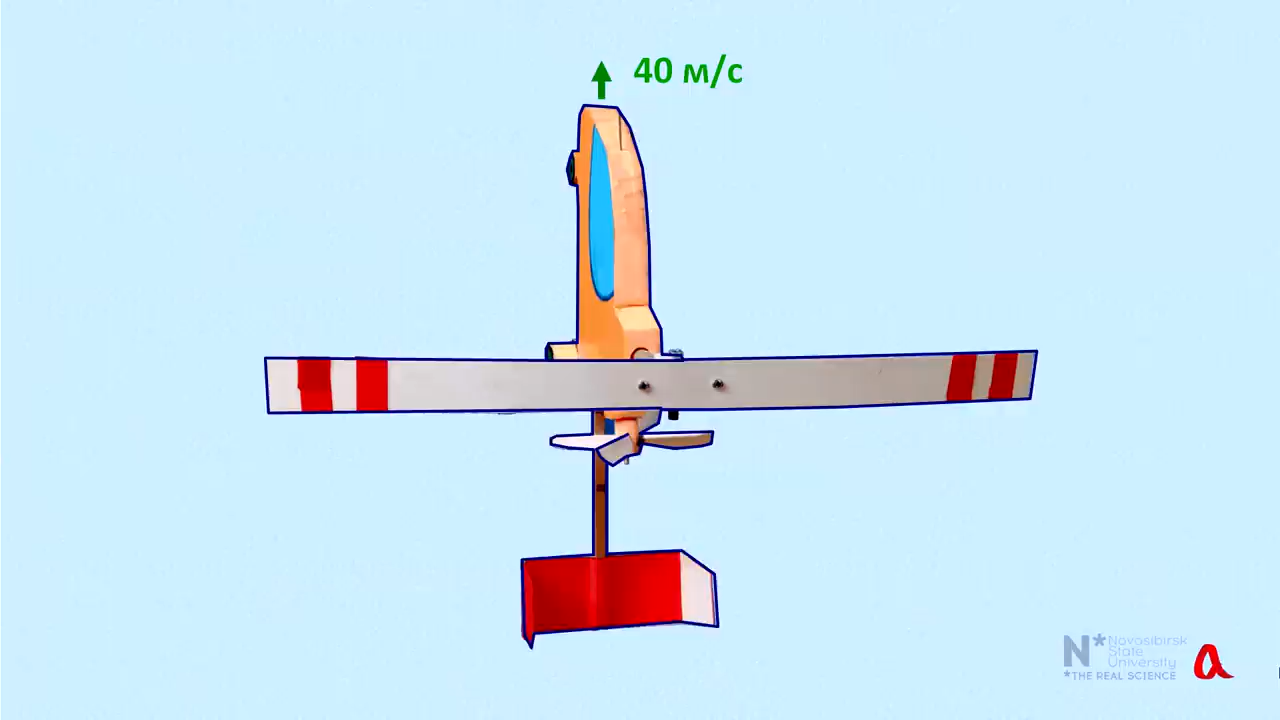 40 м/с
N* Novosibirsk
State
University
*THE REAL SCIENCE
a